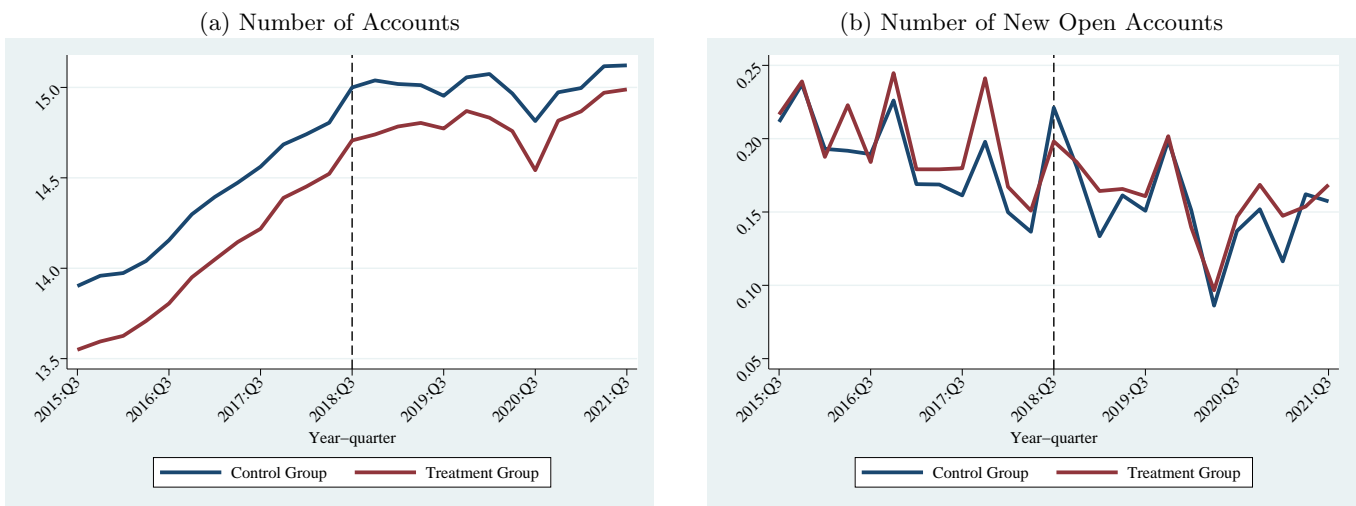 (a) Number of Accounts
15.0
14.5
14.0
13.5
2015:Q3
2016:Q3
2017:Q3
2018:Q3
2019:Q3
2020:Q3
2021:Q3
Year−quarter
Control Group
Treatment Group
(b) Number of New Open Accounts
0.25
0.20
0.15
0.10
0.05
2015:Q3
2016:Q3
2017:Q3
2018:Q3
2019:Q3
2020:Q3
2021:Q3
Year−quarter
Control Group
Treatment Group